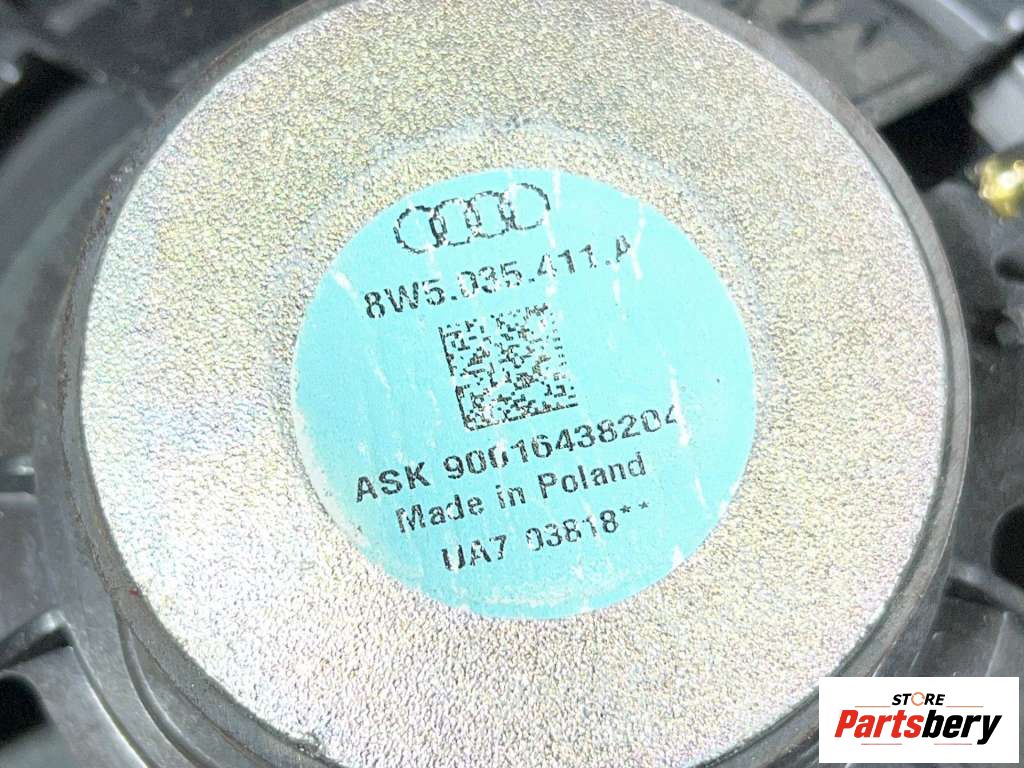 8W5.035.411.A
ASK 90016438204
Made in Poland
UA7 03818**
STORE
Partsbery